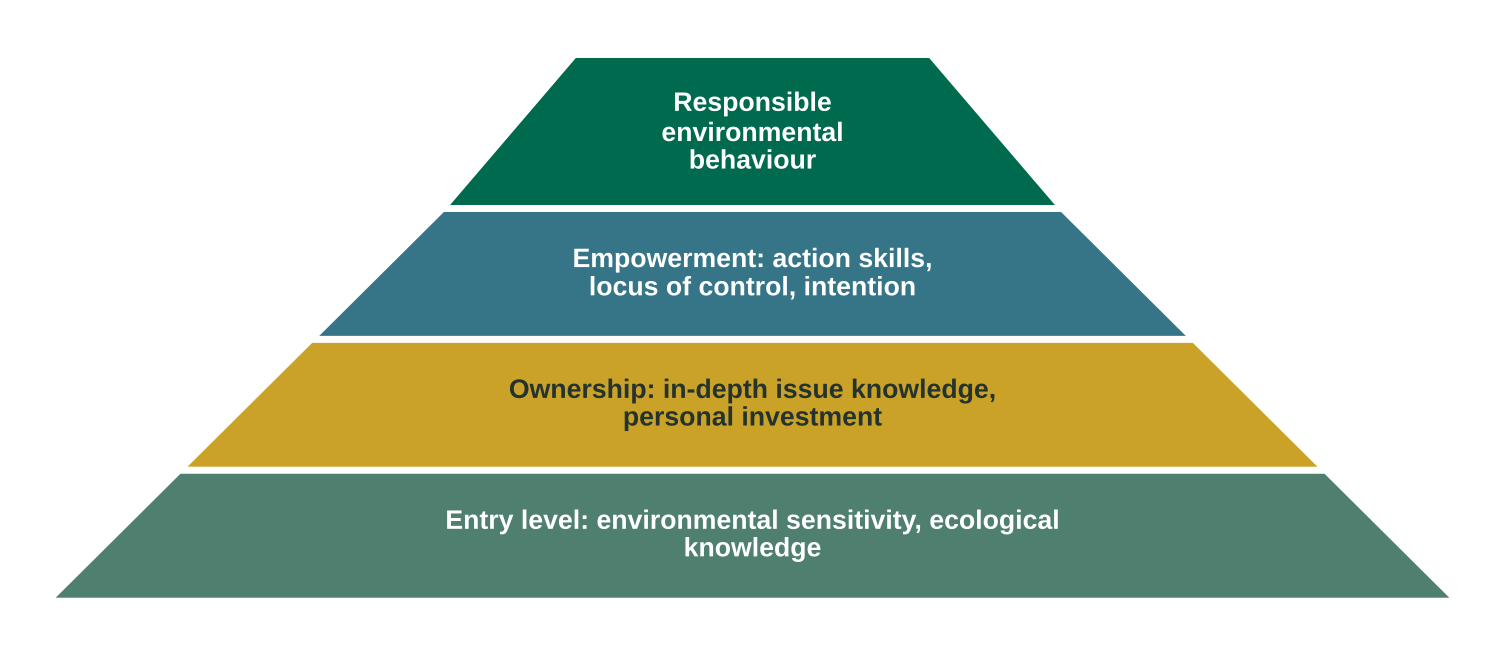 Responsible
environmental
behaviour
Empowerment: action skills,
locus of control, intention
Ownership: in-depth issue knowledge,
personal investment
Entry level: environmental sensitivity, ecological
knowledge